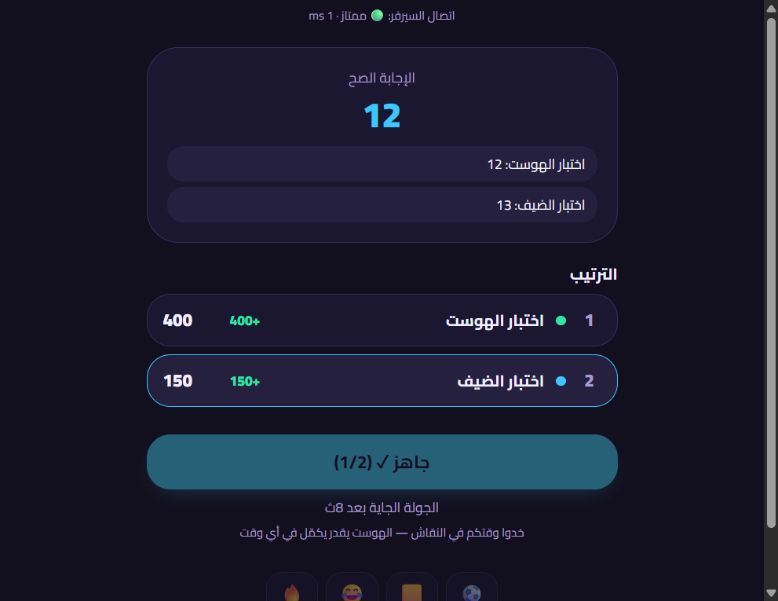 اتصال السيرفر: 🟢 ممتاز · 1 ms
الإجابة الصح
12
اختبار الهوست: 12
اختبار الضيف: 13
الترتيب
1 اختبار الهوست +400 400
2 اختبار الضيف +150 150
جاهز ✓ (1/2)
الجولة الجاية بعد 8ث
خدوا وقتكم في النقاش — الهوست يقدر يكمّل في أي وقت